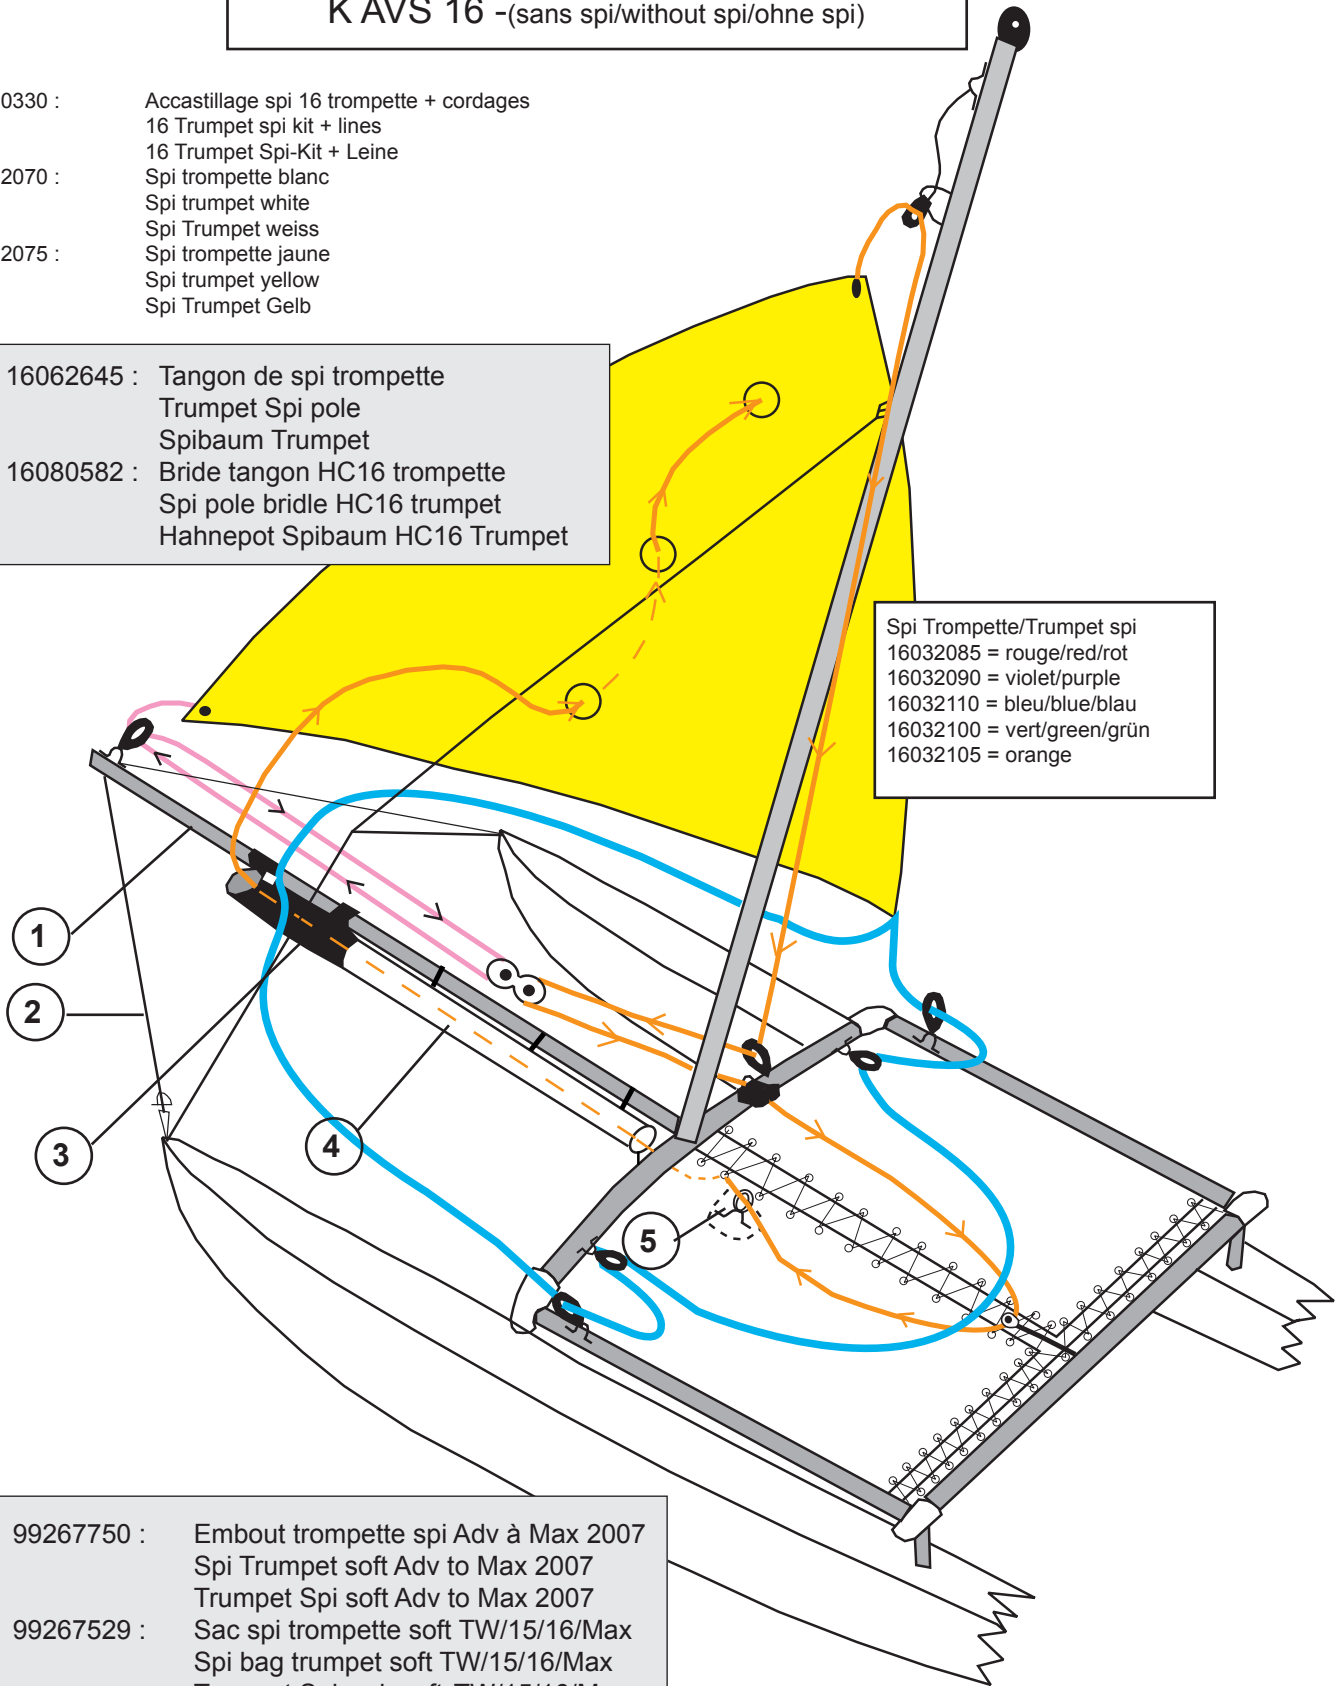 K AVS 16 -(sans spi/without spi/ohne spi)
0330 : Accastillage spi 16 trompette + cordages
16 Trumpet spi kit + lines
16 Trumpet Spi-Kit + Leine
2070 : Spi trompette blanc
Spi trumpet white
Spi Trumpet weiss
2075 : Spi trompette jaune
Spi trumpet yellow
Spi Trumpet Gelb
16062645 : Tangon de spi trompette
Trumpet Spi pole
Spibaum Trumpet
16080582 : Bride tangon HC16 trompette
Spi pole bridle HC16 trumpet
Hahnepot Spibaum HC16 Trumpet
Spi Trompette/Trumpet spi
16032085 = rouge/red/rot
16032090 = violet/purple
16032110 = bleu/blue/blau
16032100 = vert/green/grün
16032105 = orange
1
2
3
4
5
99267750 : Embout trompette spi Adv à Max 2007
Spi Trumpet soft Adv to Max 2007
Trumpet Spi soft Adv to Max 2007
99267529 : Sac spi trompette soft TW/15/16/Max
Spi bag trumpet soft TW/15/16/Max